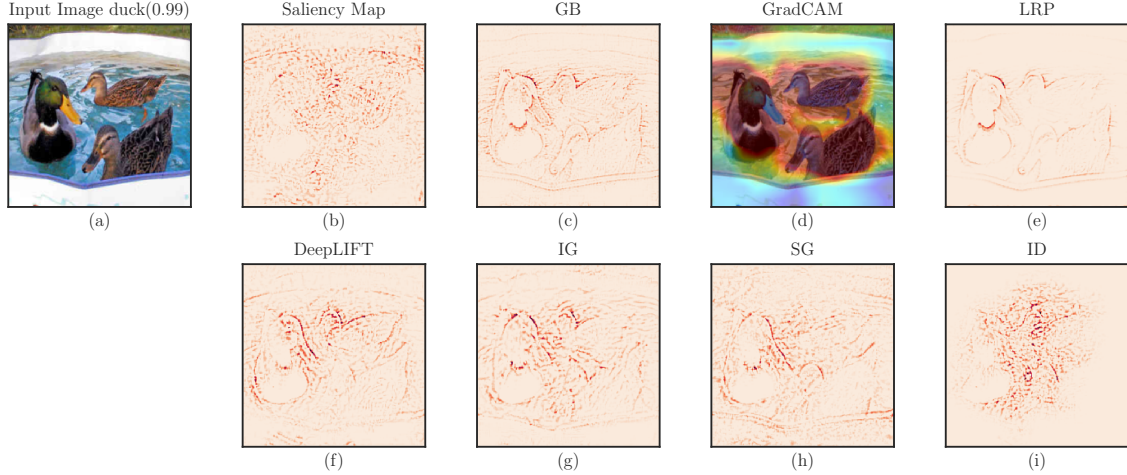 Input Image duck(0.99)
Saliency Map
GB
GradCAM
LRP
(a)
(b)
(c)
(d)
(e)
DeepLIFT
IG
SG
ID
(f)
(g)
(h)
(i)